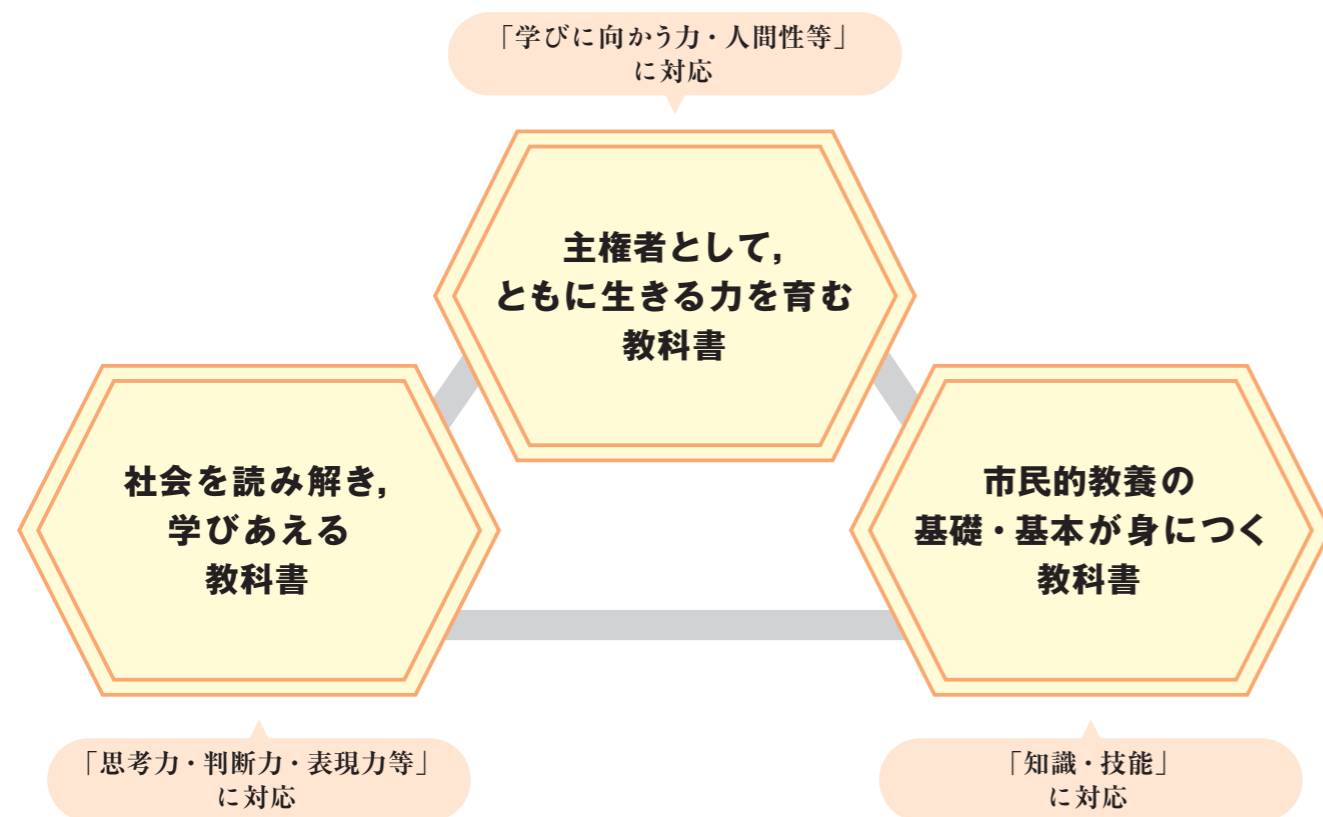 「学びに向かう力・人間性等」
に対応
主権者として,
ともに生きる力を育む
教科書
社会を読み解き,
学びあえる
教科書
市民的教養の
基礎・基本が身につく
教科書
「思考力・判断力・表現力等」
に対応
「知識・技能」
に対応